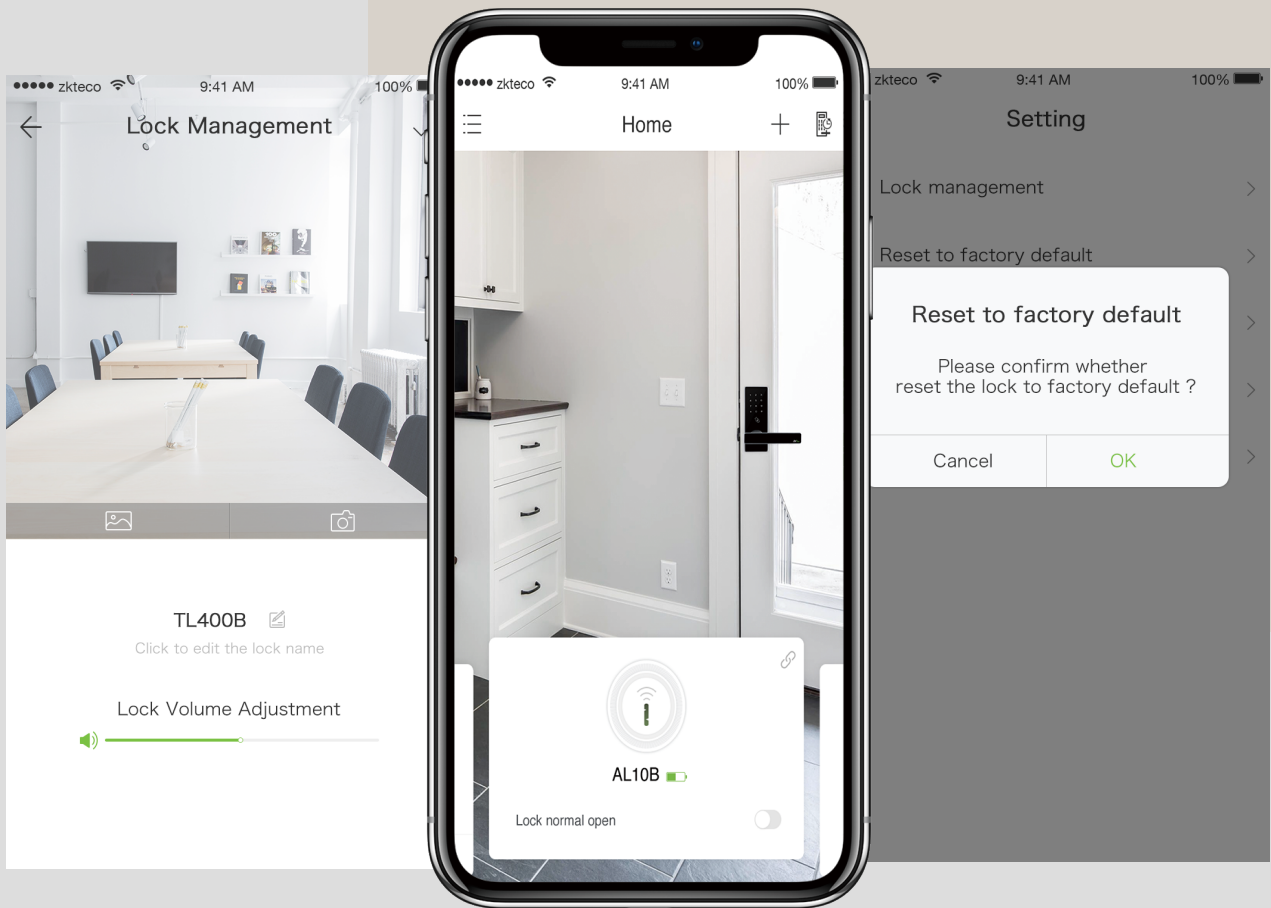 zkteco
9:41 AM
100%
Lock Management
TL400B
Click to edit the lock name
Lock Volume Adjustment
zkteco
9:41 AM
100%
Home
AL10B
Lock normal open
zkteco
9:41 AM
100%
Setting
Lock management
Reset to factory default
Reset to factory default
Please confirm whether
reset the lock to factory default ?
Cancel
OK